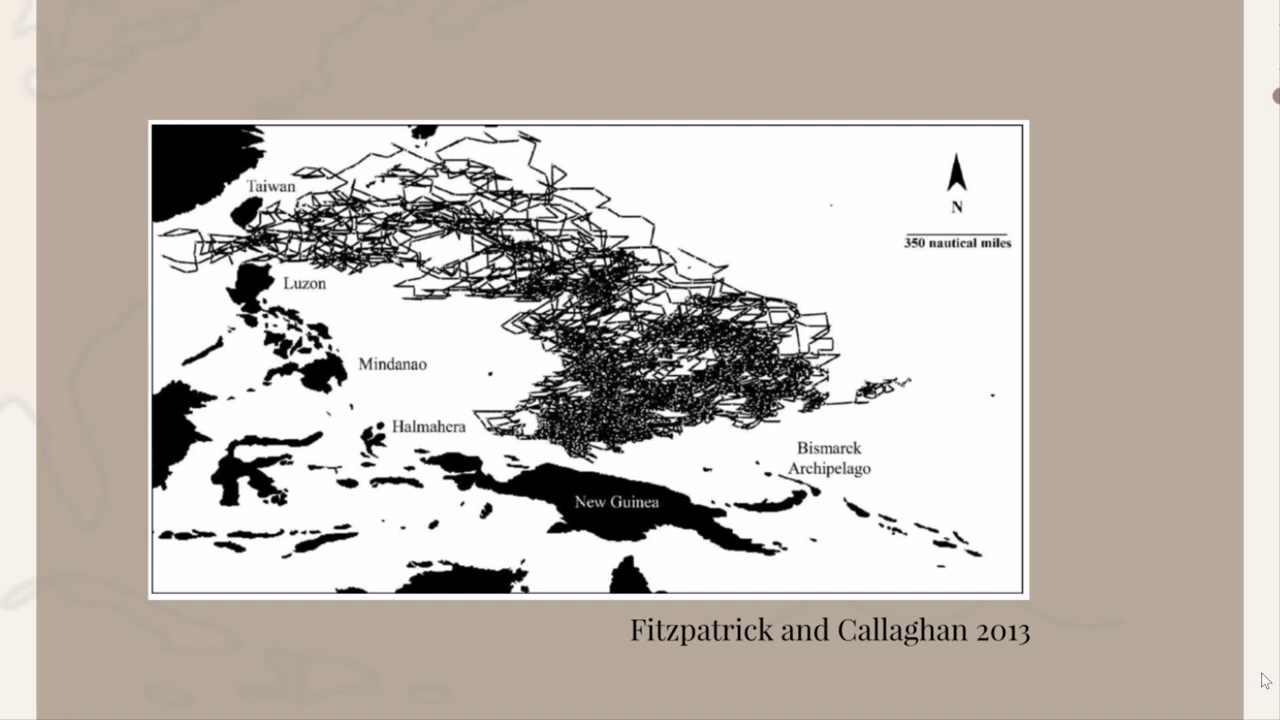 Taiwan
N
350 nautical miles
Luzon
Mindanao
Halmahera
Bismarck
Archipelago
New Guinea
Fitzpatrick and Callaghan 2013